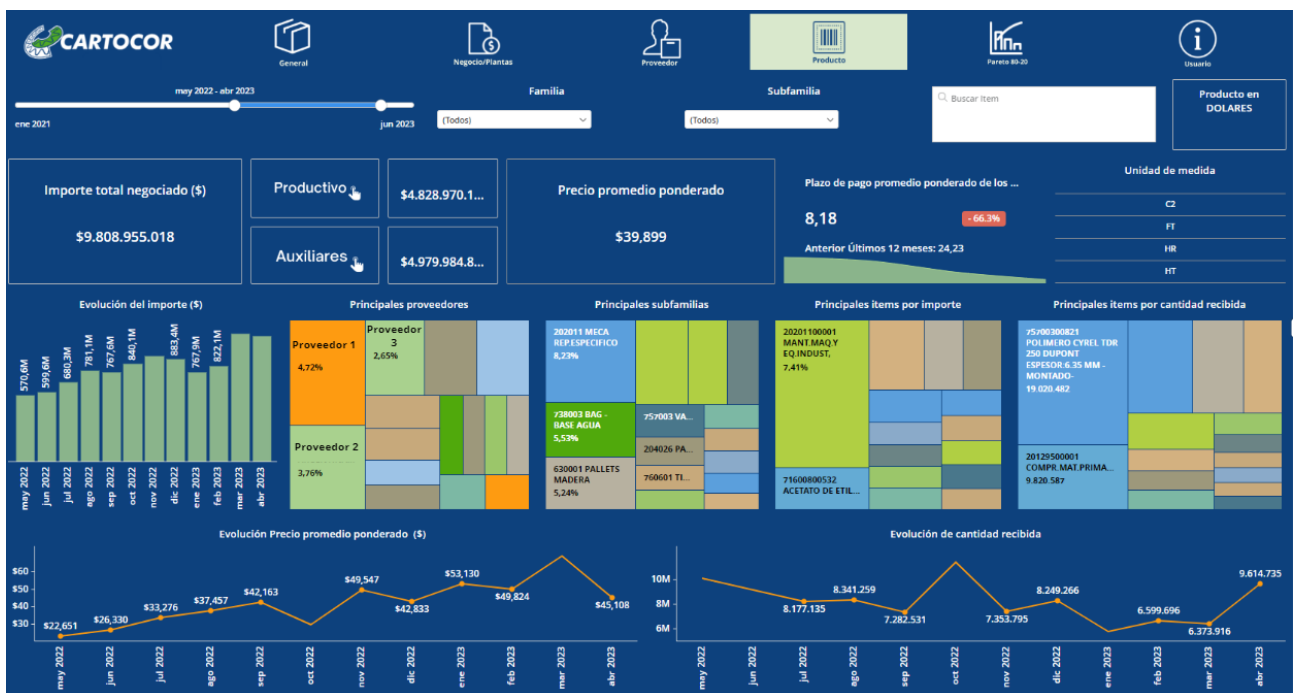 CARTOCOR
General
Negocio/Plantas
Proveedor
Producto
Pareto 80-20
Usuario
may 2022 - abr 2023
ene 2021
jun 2023
Familia
(Todos)
Subfamilia
(Todos)
Buscar Item
Producto en
DOLARES
Importe total negociado ($)
$9.808.955.018
Productivo
$4.828.970.1...
Auxiliares
$4.979.984.8...
Precio promedio ponderado
$39,899
Plazo de pago promedio ponderado de los ...
8,18
- 66.3%
Anterior Últimos 12 meses: 24,23
Unidad de medida
C2
FT
HR
HT
Evolución del importe ($)
570,6M
599,6M
680,3M
781,1M
767,6M
840,1M
883,4M
767,9M
822,1M
may 2022
jun 2022
jul 2022
ago 2022
sep 2022
oct 2022
nov 2022
dic 2022
ene 2023
feb 2023
mar 2023
abr 2023
Principales proveedores
Proveedor 1
4,72%
Proveedor 2
3,76%
Proveedor
3
2,65%
Principales subfamilias
202011 MECA
REP.ESPECIFICO
8,23%
738003 BAG -
BASE AGUA
5,53%
630001 PALLETS
MADERA
5,24%
757003 VA...
204026 PA...
760601 TI...
Principales items por importe
20201100001
MANT.MAQ.Y
EQ.INDUST,
7,41%
71600800532
ACETATO DE ETIL...
Principales items por cantidad recibida
75700300821
POLIMERO CYREL TDR
250 DUPONT
ESPESOR:6.35 MM -
MONTADO-
19.020.482
20129500001
COMPR.MAT.PRIMA...
9.820.587
Evolución Precio promedio ponderado ($)
$60
$50
$40
$30
$22,651
$26,330
$33,276
$37,457
$42,163
$49,547
$42,833
$53,130
$49,824
$45,108
may 2022
jun 2022
jul 2022
ago 2022
sep 2022
oct 2022
nov 2022
dic 2022
ene 2023
feb 2023
mar 2023
abr 2023
Evolución de cantidad recibida
10M
8M
6M
8.177.135
8.341.259
7.282.531
7.353.795
8.249.266
6.599.696
6.373.916
9.614.735
may 2022
jun 2022
jul 2022
ago 2022
sep 2022
oct 2022
nov 2022
dic 2022
ene 2023
feb 2023
mar 2023
abr 2023